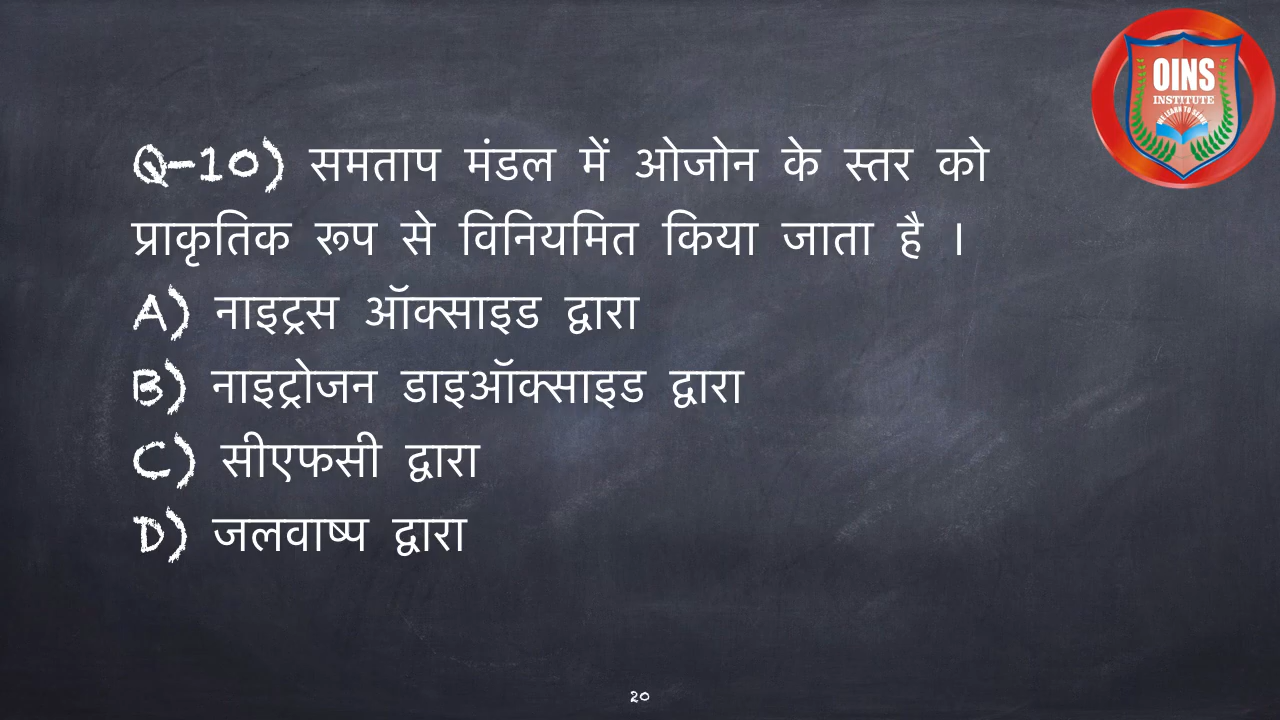 OINS
INSTITUTE
Q-10) समताप मंडल में ओजोन के स्तर को
प्राकृतिक रूप से विनियमित किया जाता है ।
A) नाइट्रस ऑक्साइड द्वारा
B) नाइट्रोजन डाइऑक्साइड द्वारा
C) सीएफसी द्वारा
D) जलवाष्प द्वारा
20